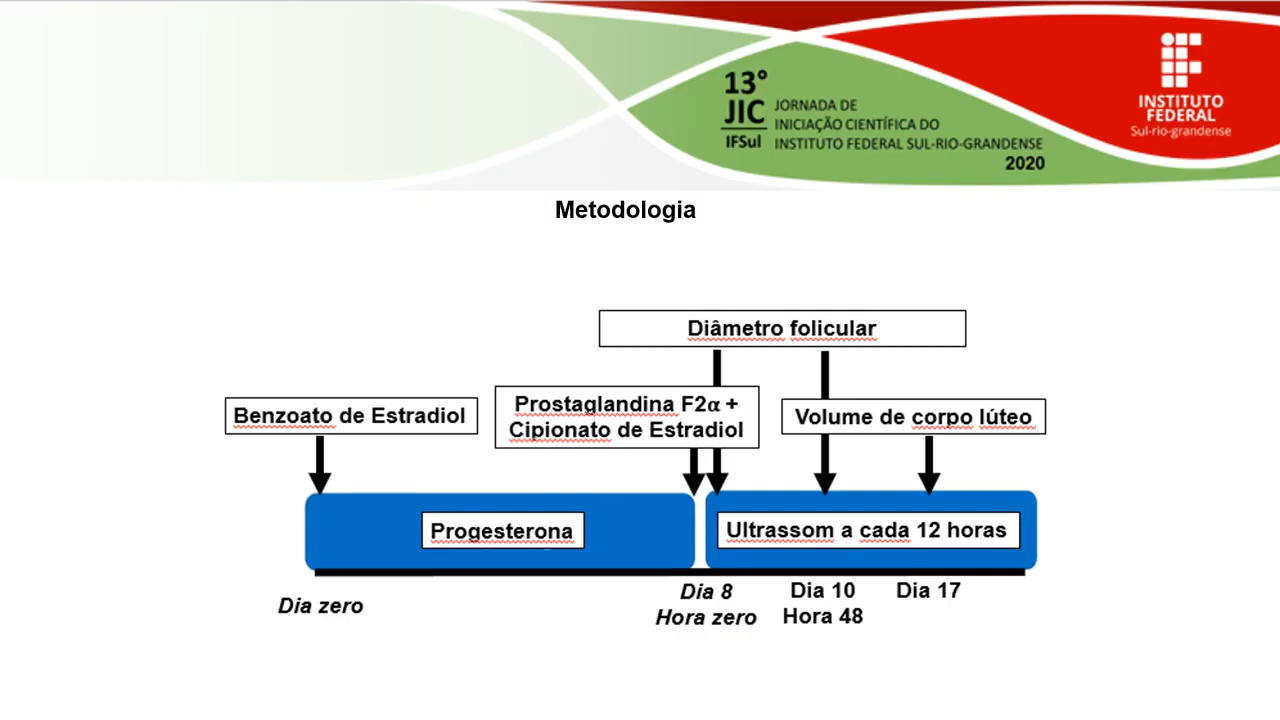 13°
JIC
IFSul
JORNADA DE
INICIAÇÃO CIENTÍFICA DO
INSTITUTO FEDERAL SUL-RIO-GRANDENSE
2020
INSTITUTO
FEDERAL
Sul-rio-grandense
Metodologia
Diâmetro folicular
Benzoato de Estradiol
Prostaglandina F2α +
Cipionato de Estradiol
Volume de corpo lúteo
Progesterona
Ultrassom a cada 12 horas
Dia zero
Dia 8
Hora zero
Dia 10
Hora 48
Dia 17